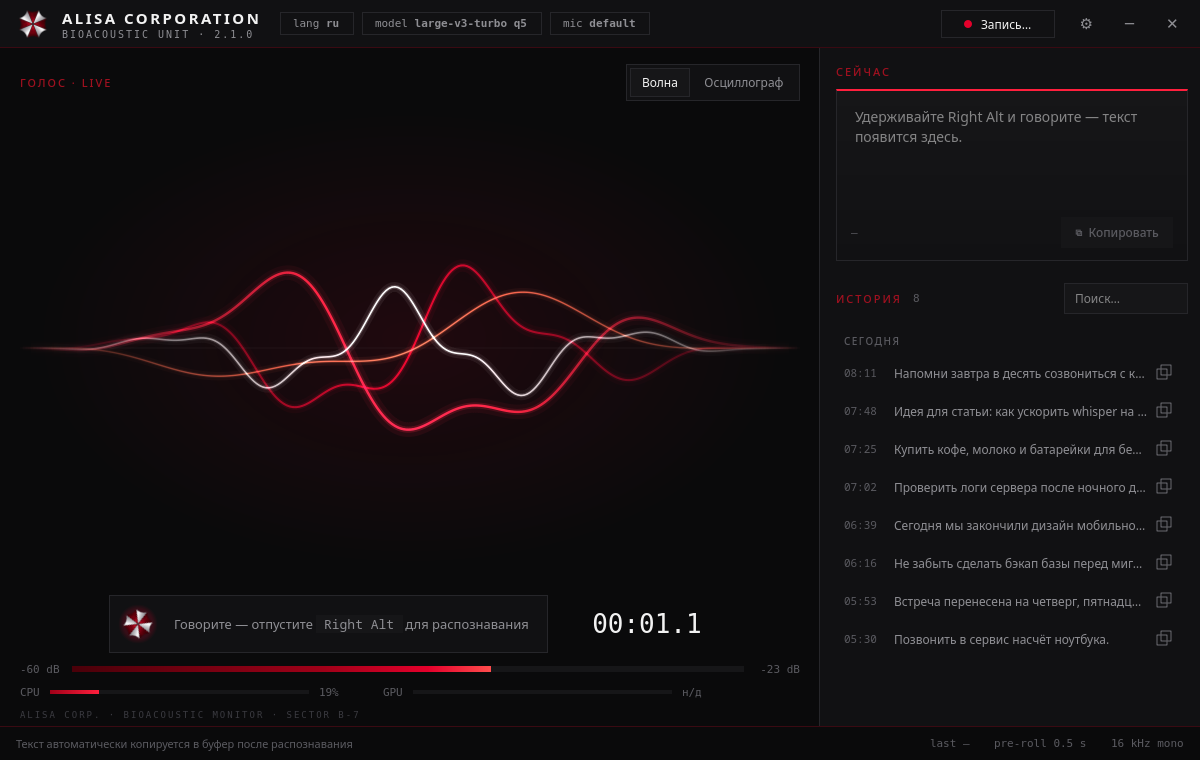 ALISA CORPORATION
BIOACOUSTIC UNIT · 2.1.0
lang ru
model large-v3-turbo q5
mic default
Запись...
ГОЛОС · LIVE
Волна
Осциллограф
СЕЙЧАС
Удерживайте Right Alt и говорите — текст
появится здесь.
—
Копировать
ИСТОРИЯ 8
Поиск...
СЕГОДНЯ
08:11 Напомни завтра в десять созвониться с к...
07:48 Идея для статьи: как ускорить whisper на ...
07:25 Купить кофе, молоко и батарейки для бе...
07:02 Проверить логи сервера после ночного д...
06:39 Сегодня мы закончили дизайн мобильно...
06:16 Не забыть сделать бэкап базы перед миг...
05:53 Встреча перенесена на четверг, пятнадц...
05:30 Позвонить в сервис насчёт ноутбука.
Говорите — отпустите Right Alt для распознавания
00:01.1
-60 dB
-23 dB
CPU 19%
GPU н/д
ALISA CORP. · BIOACOUSTIC MONITOR · SECTOR B-7
Текст автоматически копируется в буфер после распознавания
last —
pre-roll 0.5 s
16 kHz mono